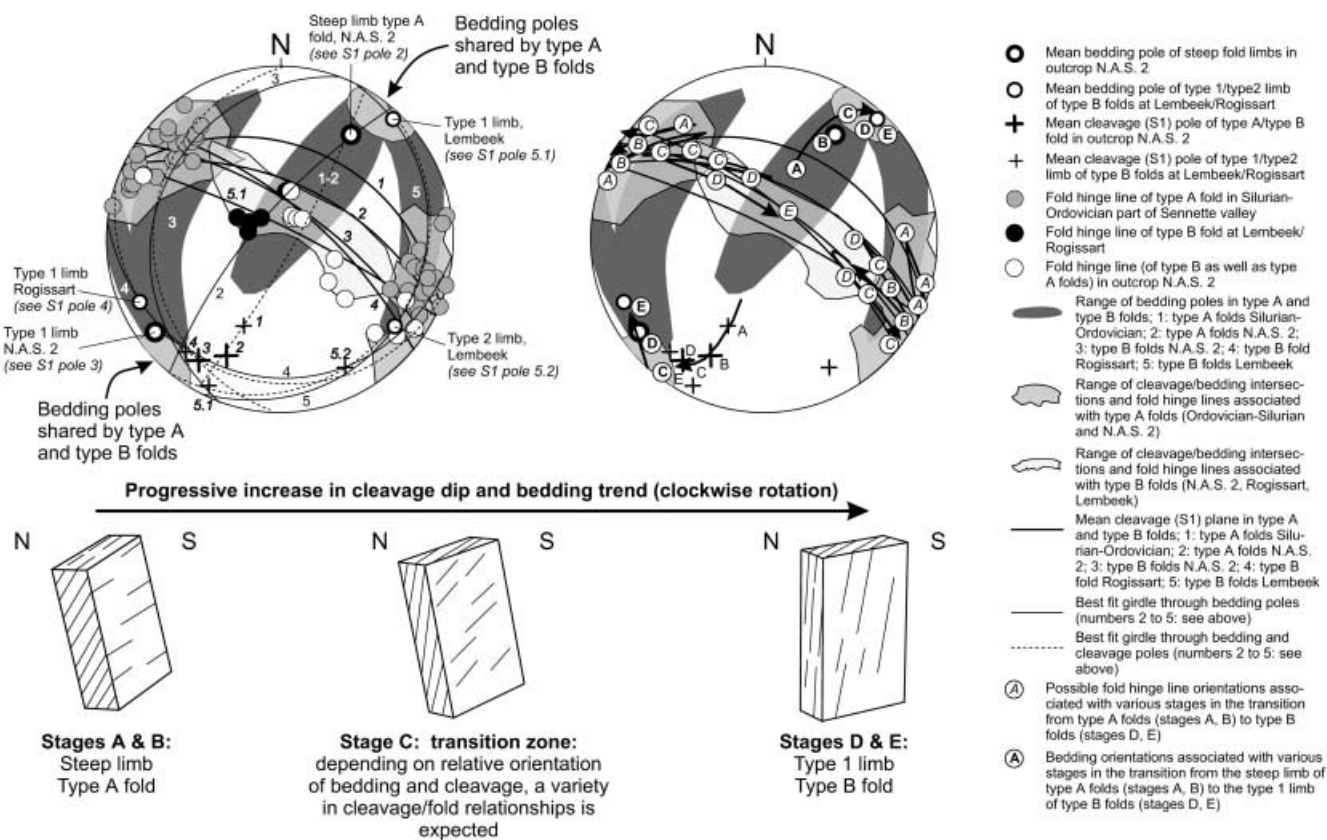 N
Steep limb type A
fold, N.A.S. 2
(see S1 pole 2)
Bedding poles
shared by type A
and type B folds
Type 1 limb,
Lembeek
(see S1 pole 5.1)
3
1-2
1
5
5.1
2
3
3
2
4
Type 1 limb
Rogissart
(see S1 pole 4)
4
Type 1 limb
N.A.S. 2
(see S1 pole 3)
1
4
3
2
5.2
4
5
5.1
Type 2 limb,
Lembeek
(see S1 pole 5.2)
Bedding poles
shared by type A
and type B folds
N
C
A
B
C
B
A
C
C
D
D
E
A
B
C
D
E
D
A
C
D
B
C
A
B
C
E
D
C
A
D
B
C
E
Mean bedding pole of steep fold limbs in
outcrop N.A.S. 2
Mean bedding pole of type 1/type2 limb
of type B folds at Lembeek/Rogissart
Mean cleavage (S1) pole of type A/type B
fold in outcrop N.A.S. 2
Mean cleavage (S1) pole of type 1/type2
limb of type B folds at Lembeek/Rogissart
Fold hinge line of type A fold in Silurian-
Ordovician part of Sennette valley
Fold hinge line of type B fold at Lembeek/
Rogissart
Fold hinge line (of type B as well as type
A folds) in outcrop N.A.S. 2
Range of bedding poles in type A and
type B folds; 1: type A folds Silurian-
Ordovician; 2: type A folds N.A.S. 2;
3: type B folds N.A.S. 2; 4: type B fold
Rogissart; 5: type B folds Lembeek
Range of cleavage/bedding intersec-
tions and fold hinge lines associated
with type A folds (Ordovician-Silurian
and N.A.S. 2)
Range of cleavage/bedding intersec-
tions and fold hinge lines associated
with type B folds (N.A.S. 2, Rogissart,
Lembeek)
Mean cleavage (S1) plane in type A
and type B folds; 1: type A folds Silu-
rian-Ordovician; 2: type A folds N.A.S.
2; 3: type B folds N.A.S. 2; 4: type B
fold Rogissart; 5: type B folds Lembeek
Best fit girdle through bedding poles
(numbers 2 to 5: see above)
Best fit girdle through bedding and
cleavage poles (numbers 2 to 5: see
above)
A Possible fold hinge line orientations asso-
ciated with various stages in the transition
from type A folds (stages A, B) to type B
folds (stages D, E)
A Bedding orientations associated with various
stages in the transition from the steep limb of
type A folds (stages A, B) to the type 1 limb
of type B folds (stages D, E)
Progressive increase in cleavage dip and bedding trend (clockwise rotation)
N S
N S
N S
Stages A & B:
Steep limb
Type A fold
Stage C: transition zone:
depending on relative orientation
of bedding and cleavage, a variety
in cleavage/fold relationships is
expected
Stages D & E:
Type 1 limb
Type B fold